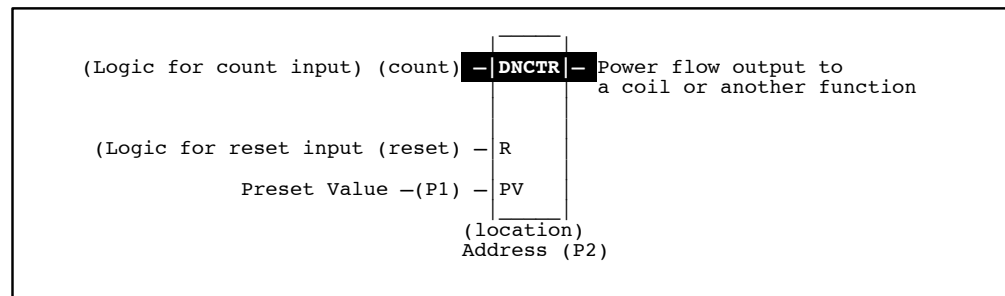 (Logic for count input) (count) –|DNCTR|– Power flow output to
a coil or another function
(Logic for reset input (reset) –|R
Preset Value –(P1) –|PV
(location)
Address (P2)